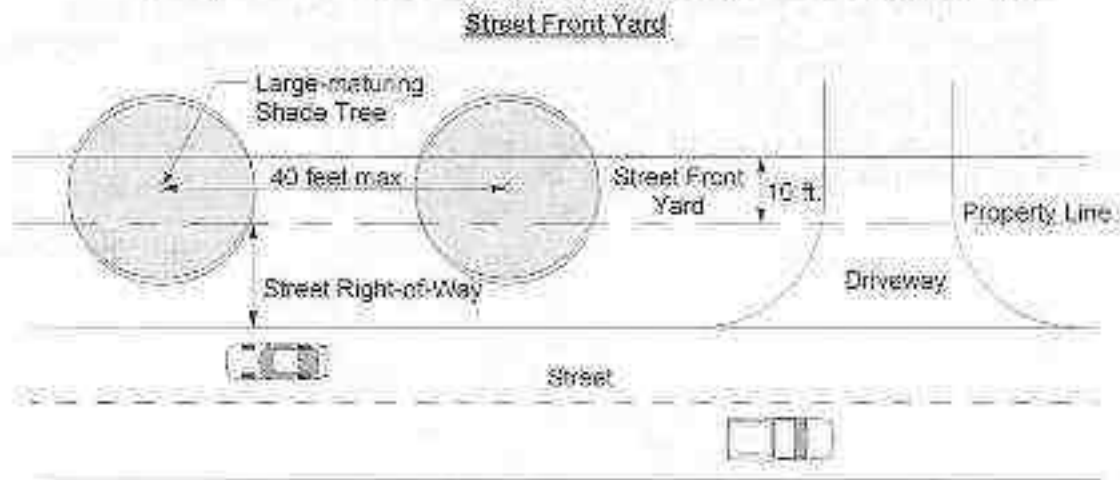 Street Front Yard
Large-maturing
Shade Tree
40 feet max
Street Front
Yard
10 ft.
Property Line
Driveway
Street Right-of-Way
Street